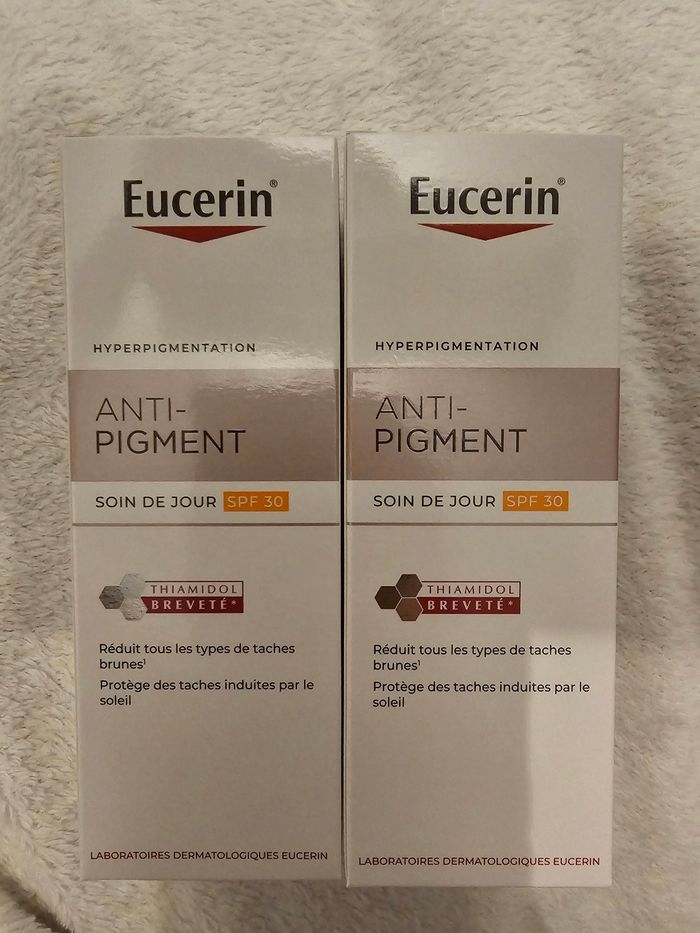 Eucerin®
HYPERPIGMENTATION
ANTI-
PIGMENT
SOIN DE JOUR SPF 30
THIAMIDOL
BREVETÉ*
Réduit tous les types de taches
brunes¹
Protège des taches induites par le
soleil
LABORATOIRES DERMATOLOGIQUES EUCERIN
Eucerin®
HYPERPIGMENTATION
ANTI-
PIGMENT
SOIN DE JOUR SPF 30
THIAMIDOL
BREVETÉ*
Réduit tous les types de taches
brunes¹
Protège des taches induites par le
soleil
LABORATOIRES DERMATOLOGIQUES EUCERIN